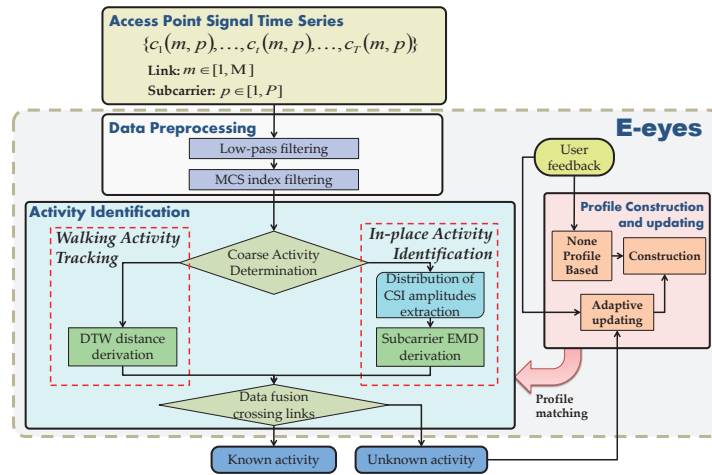 Access Point Signal Time Series
{c₁(m, p),…,cₜ(m, p),…,c_T(m, p)}
Link: m ∈ [1, M]
Subcarrier: p ∈ [1, P]
E-eyes
Data Preprocessing
Low-pass filtering
MCS index filtering
User
feedback
Activity Identification
Walking Activity
Tracking
Coarse Activity
Determination
In-place Activity
Identification
Distribution of
CSI amplitudes
extraction
DTW distance
derivation
Subcarrier EMD
derivation
Data fusion
crossing links
Profile Construction
and updating
None
Profile
Based
Construction
Adaptive
updating
Profile
matching
Known activity
Unknown activity